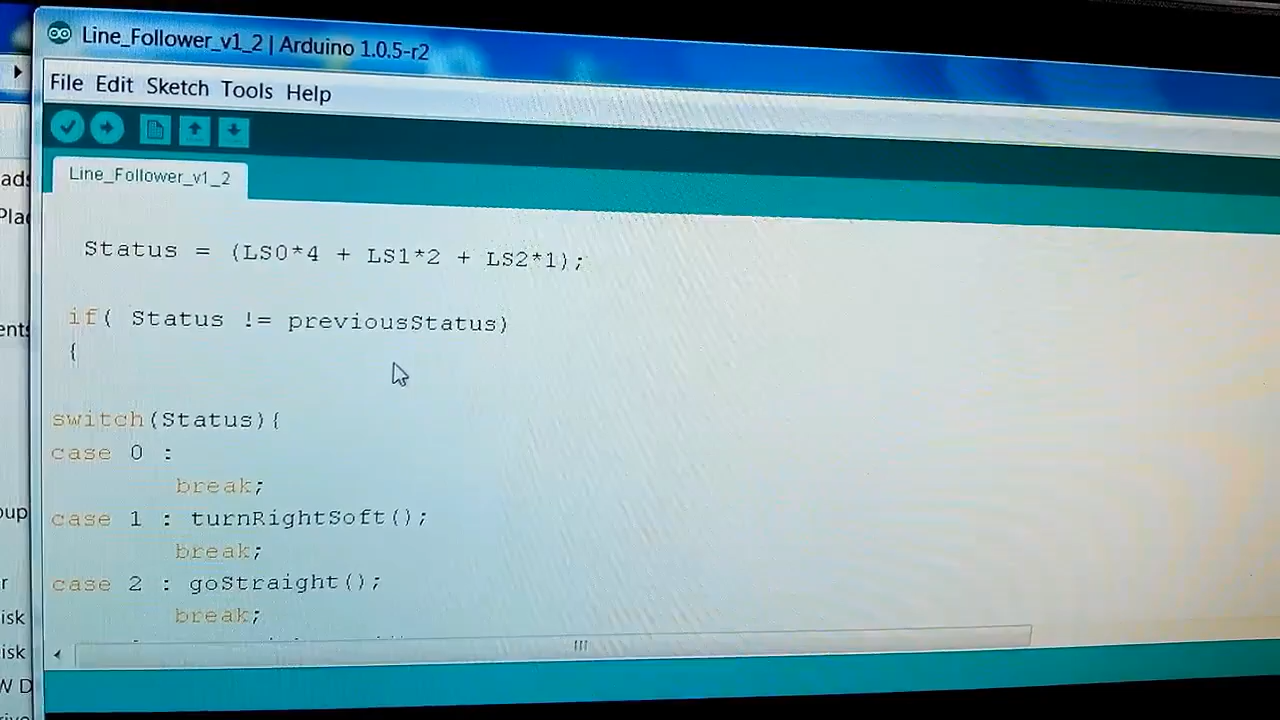 Line_Follower_v1_2 | Arduino 1.0.5-r2
File Edit Sketch Tools Help
Line_Follower_v1_2
Status = (LS0*4 + LS1*2 + LS2*1);
if( Status != previousStatus)
{
switch(Status){
case 0 :
break;
case 1 : turnRightSoft();
break;
case 2 : goStraight();
break;